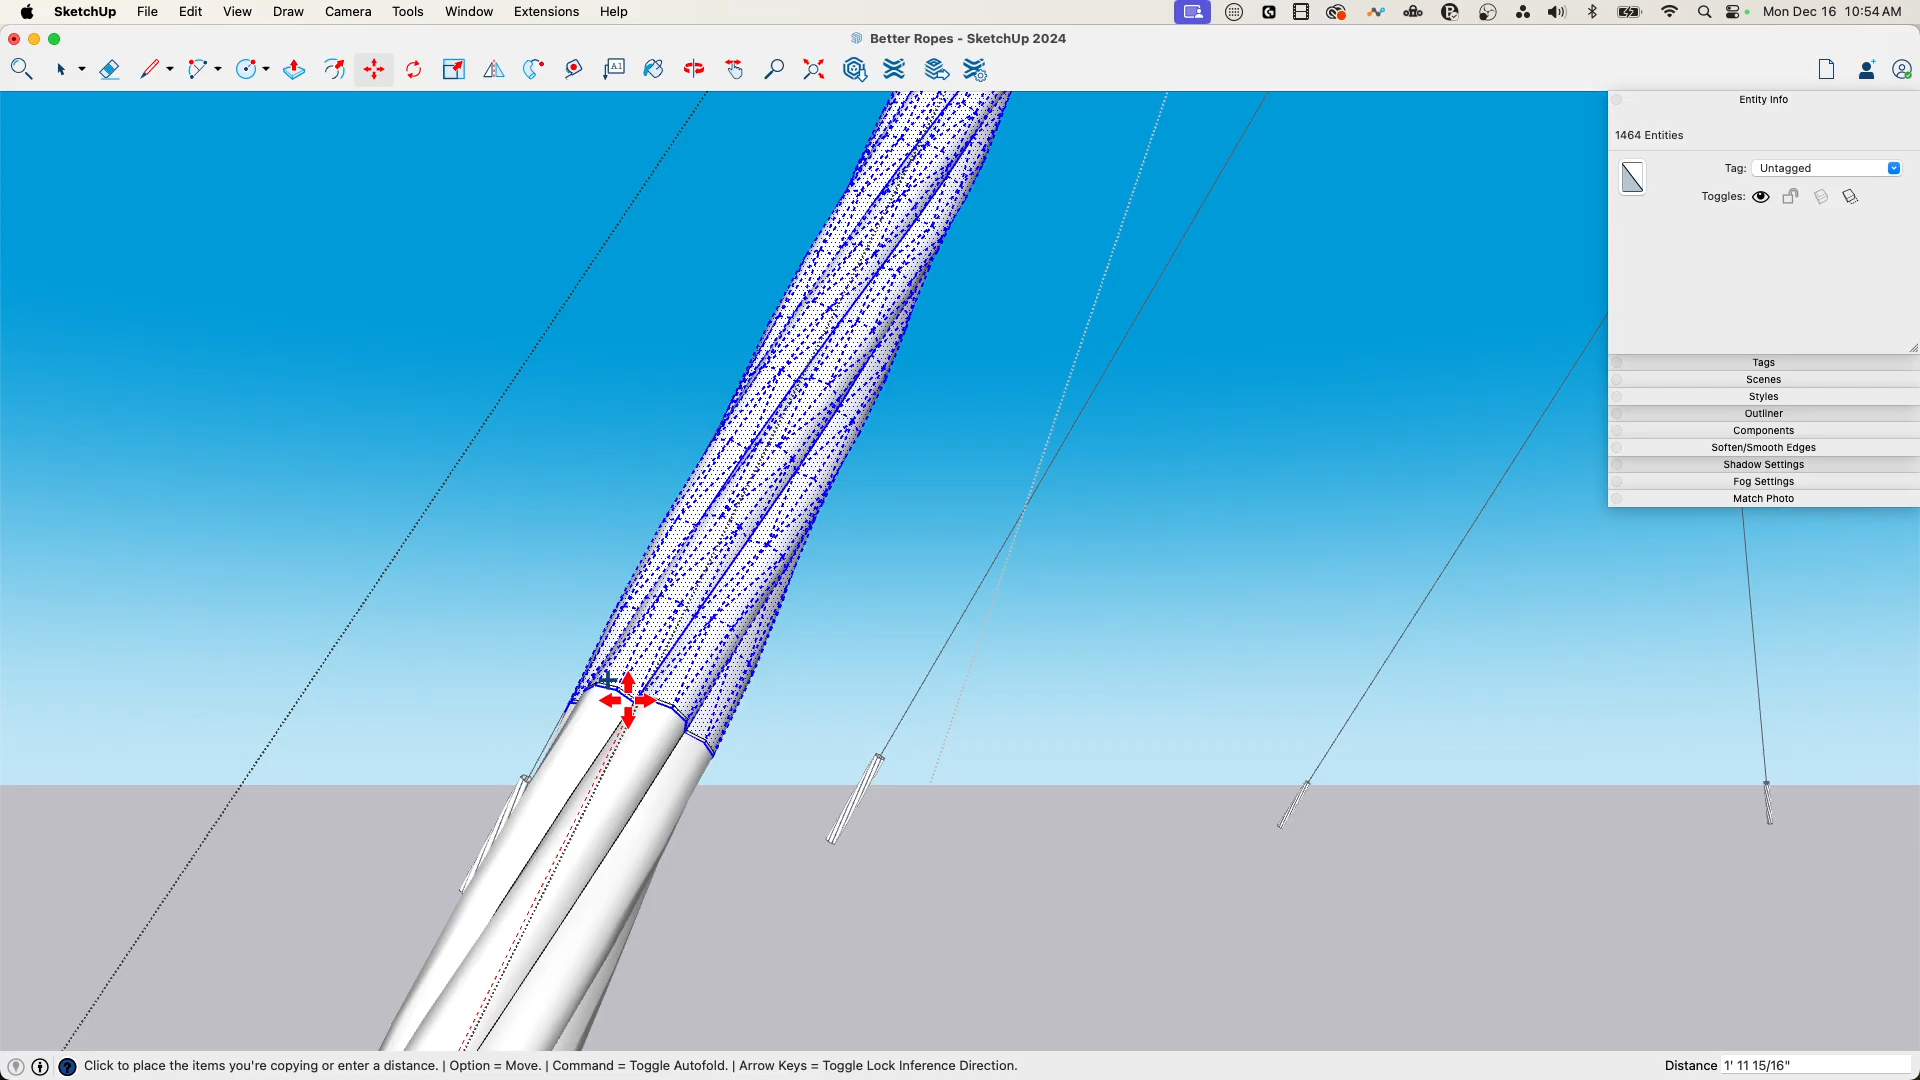 SketchUp File Edit View Draw Camera Tools Window Extensions Help Mon Dec 16 10:54 AM
Better Ropes - SketchUp 2024
A1
Entity Info
1464 Entities
Tag: Untagged
Toggles:
Tags
Scenes
Styles
Outliner
Components
Soften/Smooth Edges
Shadow Settings
Fog Settings
Match Photo
Click to place the items you're copying or enter a distance. | Option = Move. | Command = Toggle Autofold. | Arrow Keys = Toggle Lock Inference Direction. Distance 1' 11 15/16"